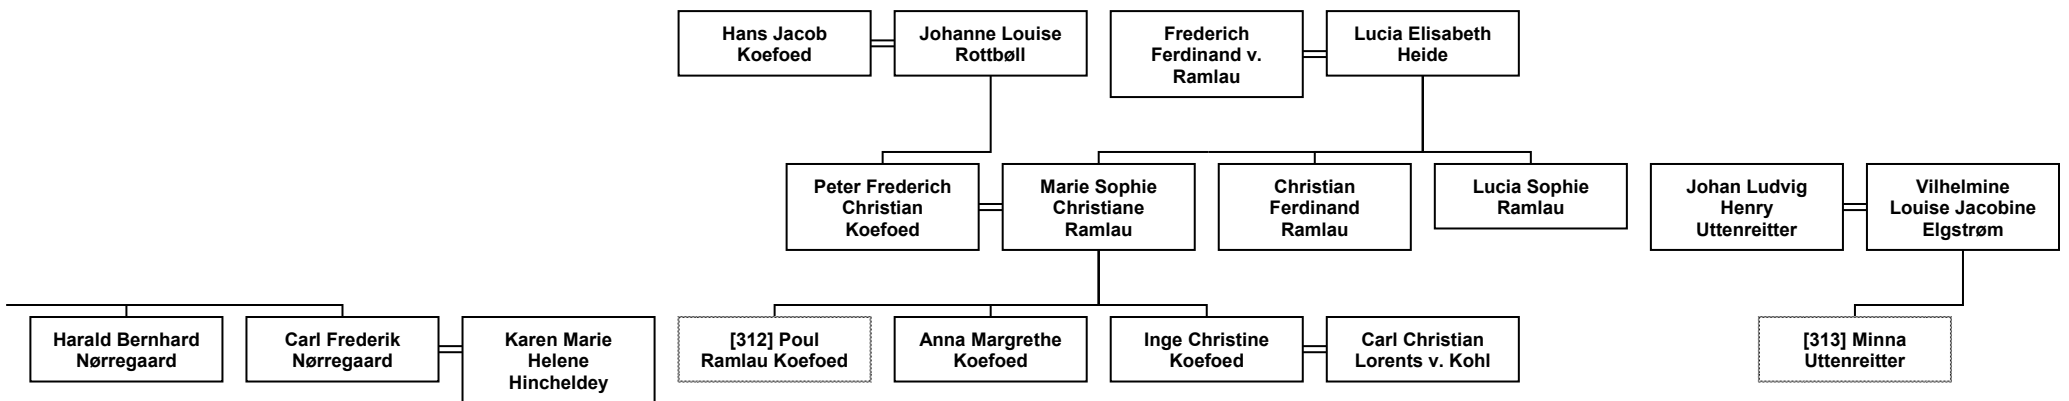 Hans Jacob
Koefoed
Johanne Louise
Rottbøll
Frederich
Ferdinand v.
Ramlau
Lucia Elisabeth
Heide
Peter Frederich
Christian
Koefoed
Marie Sophie
Christiane
Ramlau
Christian
Ferdinand
Ramlau
Lucia Sophie
Ramlau
Johan Ludvig
Henry
Uttenreitter
Vilhelmine
Louise Jacobine
Elgstrøm
Harald Bernhard
Nørregaard
Carl Frederik
Nørregaard
Karen Marie
Helene
Hincheldey
[312] Poul
Ramlau Koefoed
Anna Margrethe
Koefoed
Inge Christine
Koefoed
Carl Christian
Lorents v. Kohl
[313] Minna
Uttenreitter